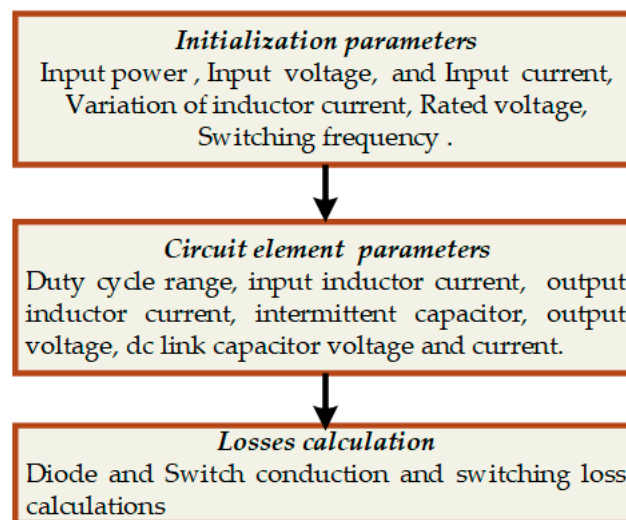 Initialization parameters
Input power , Input voltage, and Input current,
Variation of inductor current, Rated voltage,
Switching frequency .
Circuit element parameters
Duty cycle range, input inductor current, output
inductor current, intermittent capacitor, output
voltage, dc link capacitor voltage and current.
Losses calculation
Diode and Switch conduction and switching loss
calculations